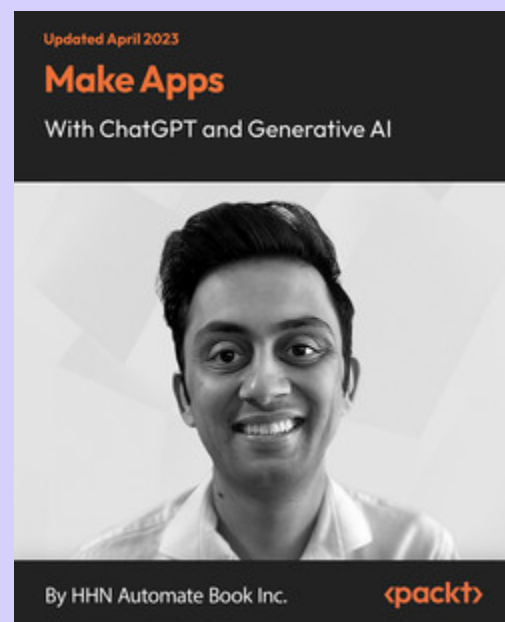 Updated April 2023
Make Apps
With ChatGPT and Generative AI
By HHN Automate Book Inc.
<packt>